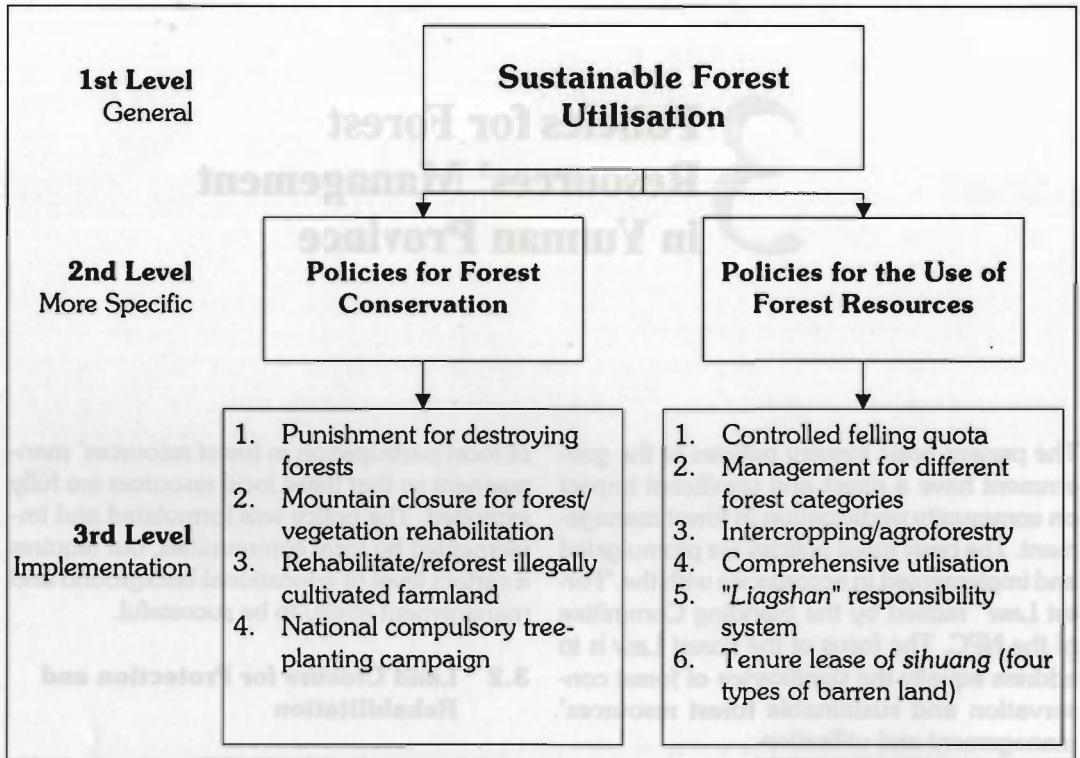 1st Level
General
Sustainable Forest
Utilisation
2nd Level
More Specific
Policies for Forest
Conservation
Policies for the Use of
Forest Resources
3rd Level
Implementation
1. Punishment for destroying
forests
2. Mountain closure for forest/
vegetation rehabilitation
3. Rehabilitate/reforest illegally
cultivated farmland
4. National compulsory tree-
planting campaign
1. Controlled felling quota
2. Management for different
forest categories
3. Intercropping/agroforestry
4. Comprehensive utlisation
5. "Liagshan" responsibility
system
6. Tenure lease of sihuang (four
types of barren land)